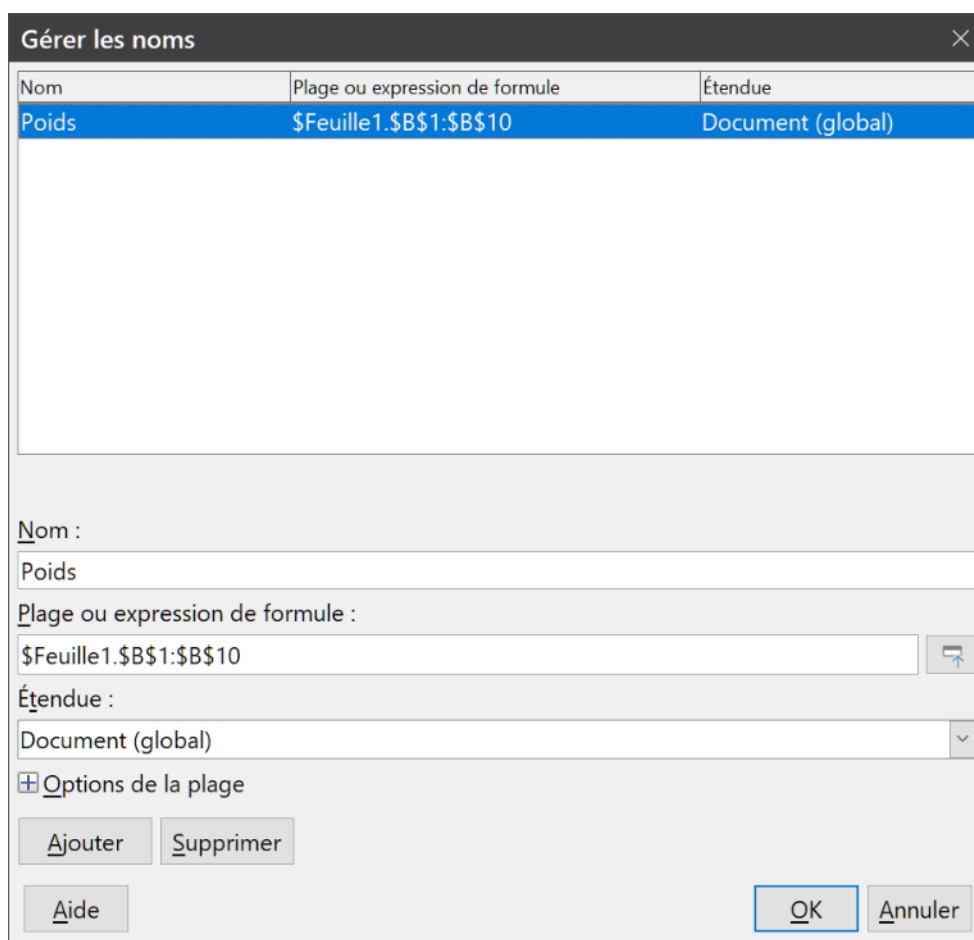 Gérer les noms
Nom Plage ou expression de formule Étendue
Poids $Feuille1.$B$1:$B$10 Document (global)
Nom :
Poids
Plage ou expression de formule :
$Feuille1.$B$1:$B$10
Étendue :
Document (global)
Options de la plage
Ajouter Supprimer
Aide OK Annuler